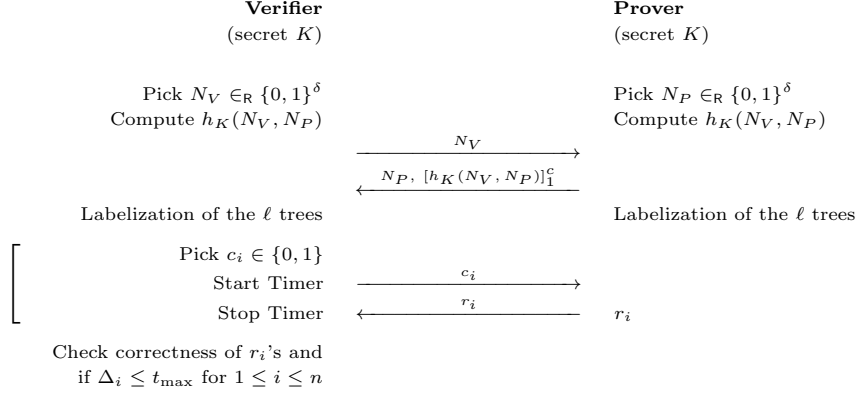 Verifier Prover
(secret K) (secret K)
Pick N_V ∈_R {0, 1}^δ Pick N_P ∈_R {0, 1}^δ
Compute h_K(N_V, N_P) Compute h_K(N_V, N_P)
N_V
N_P, [h_K(N_V, N_P)]_1^c
Labelization of the ℓ trees Labelization of the ℓ trees
Pick c_i ∈ {0, 1}
Start Timer c_i
Stop Timer r_i r_i
Check correctness of r_i's and
if Δ_i ≤ t_max for 1 ≤ i ≤ n